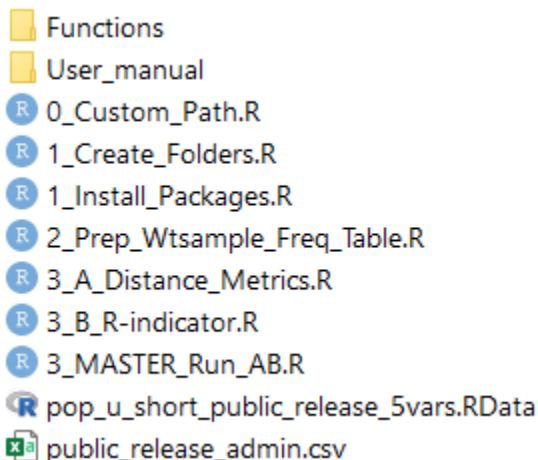 Functions
User_manual
R 0_Custom_Path.R
R 1_Create_Folders.R
R 1_Install_Packages.R
R 2_Prep_Wtsample_Freq_Table.R
R 3_A_Distance_Metrics.R
R 3_B_R-indicator.R
R 3_MASTER_Run_AB.R
R pop_u_short_public_release_5vars.RData
public_release_admin.csv